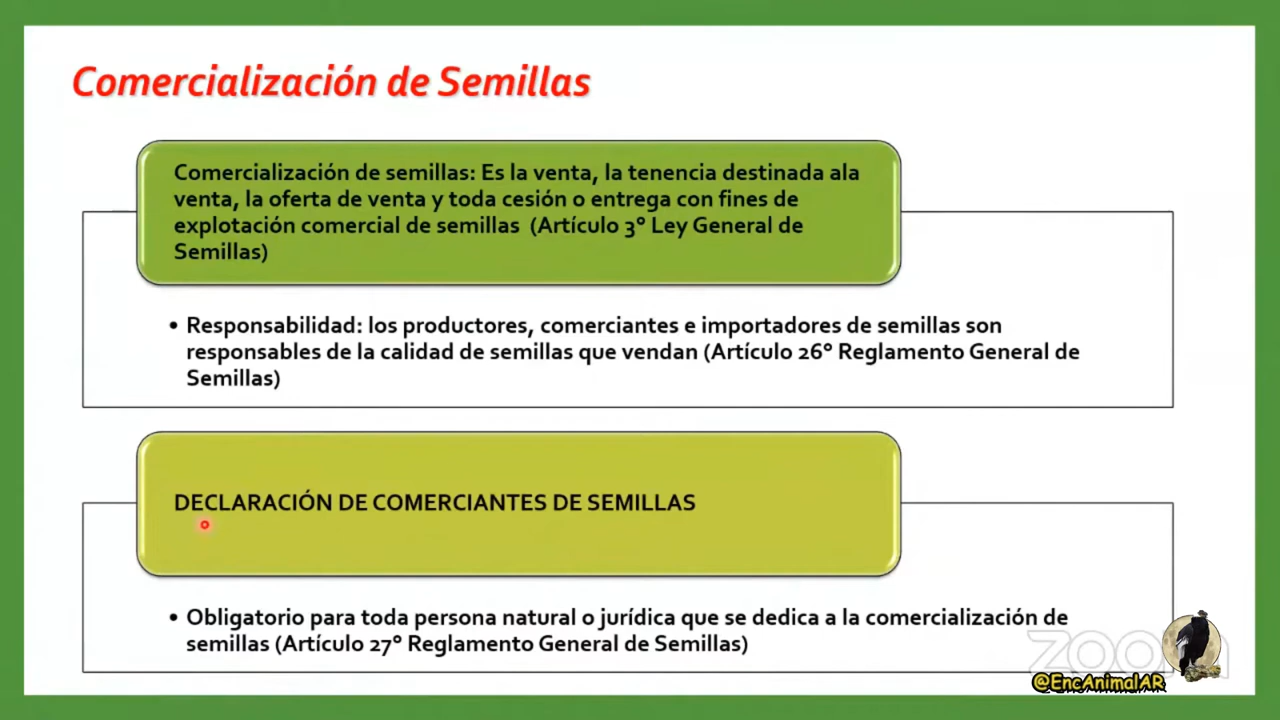 Comercialización de Semillas
Comercialización de semillas: Es la venta, la tenencia destinada ala
venta, la oferta de venta y toda cesión o entrega con fines de
explotación comercial de semillas (Artículo 3° Ley General de
Semillas)
• Responsabilidad: los productores, comerciantes e importadores de semillas son
responsables de la calidad de semillas que vendan (Artículo 26° Reglamento General de
Semillas)
DECLARACIÓN DE COMERCIANTES DE SEMILLAS
• Obligatorio para toda persona natural o jurídica que se dedica a la comercialización de
semillas (Artículo 27° Reglamento General de Semillas)
zoom
@EncAnimalAR